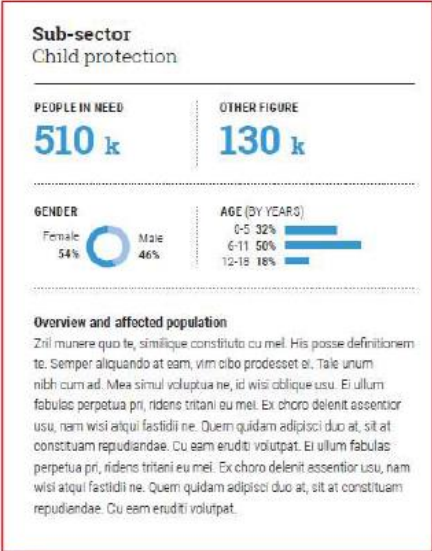 Sub-sector
Child protection
PEOPLE IN NEED
510 k
OTHER FIGURE
130 k
GENDER
Female
54%
Male
46%
AGE (BY YEARS)
0-5 32%
6-11 50%
12-18 18%
Overview and affected population
Zril munere quo te, similique constituto cu mel. His posse definitionem
te. Semper aliquando at eam, vim cibo prodesset ei. Tale unum
nibh cum ad. Mea simul voluptua ne, id wisi oblique usu. Ei ullum
fabulas perpetua pri, ridens tritani eu mel. Ex choro delenit assentior
usu, nam wisi atqui fastidii ne. Quem quidam adipisci duo at, sit at
constituam repudiandae. Cu eam eruditi volutpat. Ei ullum fabulas
perpetua pri, ridens tritani eu mel. Ex choro delenit assentior usu, nam
wisi atqui fastidii ne. Quem quidam adipisci duo at, sit at constituam
repudiandae. Cu eam eruditi volutpat.